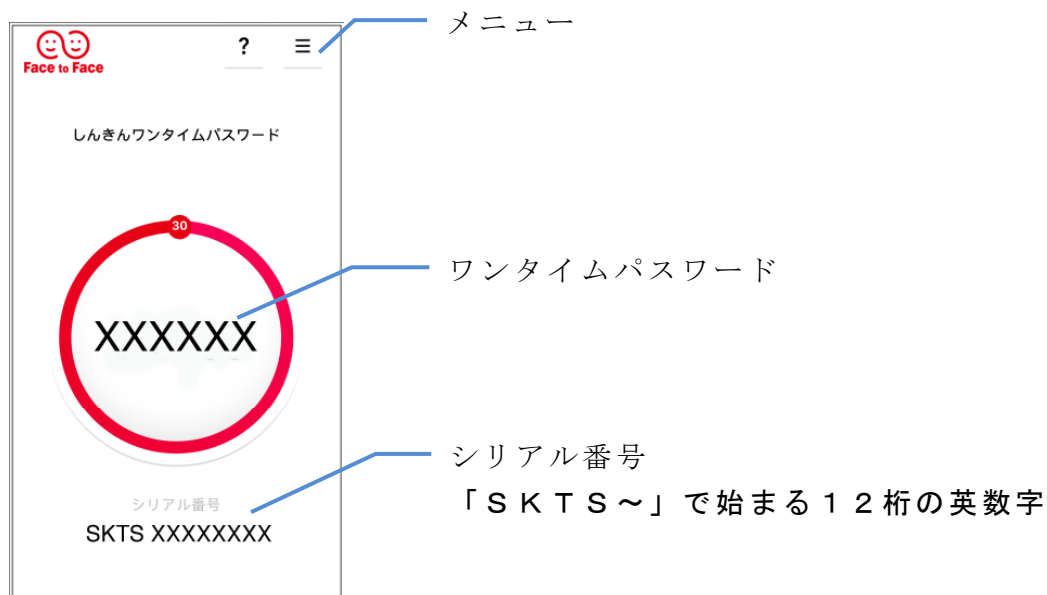 メニュー
Face to Face
? ≡
しんきんワンタイムパスワード
30
ワンタイムパスワード
XXXXXX
シリアル番号
「ＳＫＴＳ～」で始まる１２桁の英数字
シリアル番号
SKTS XXXXXXXX